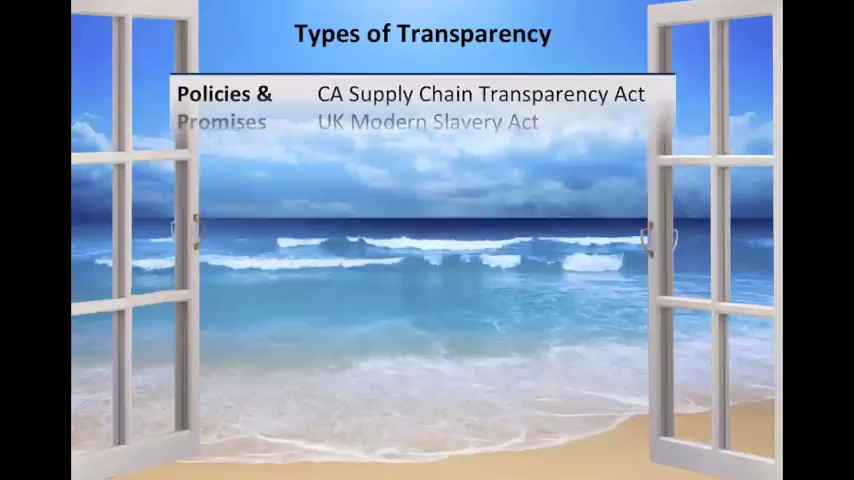 Types of Transparency
Policies & CA Supply Chain Transparency Act
Promises UK Modern Slavery Act